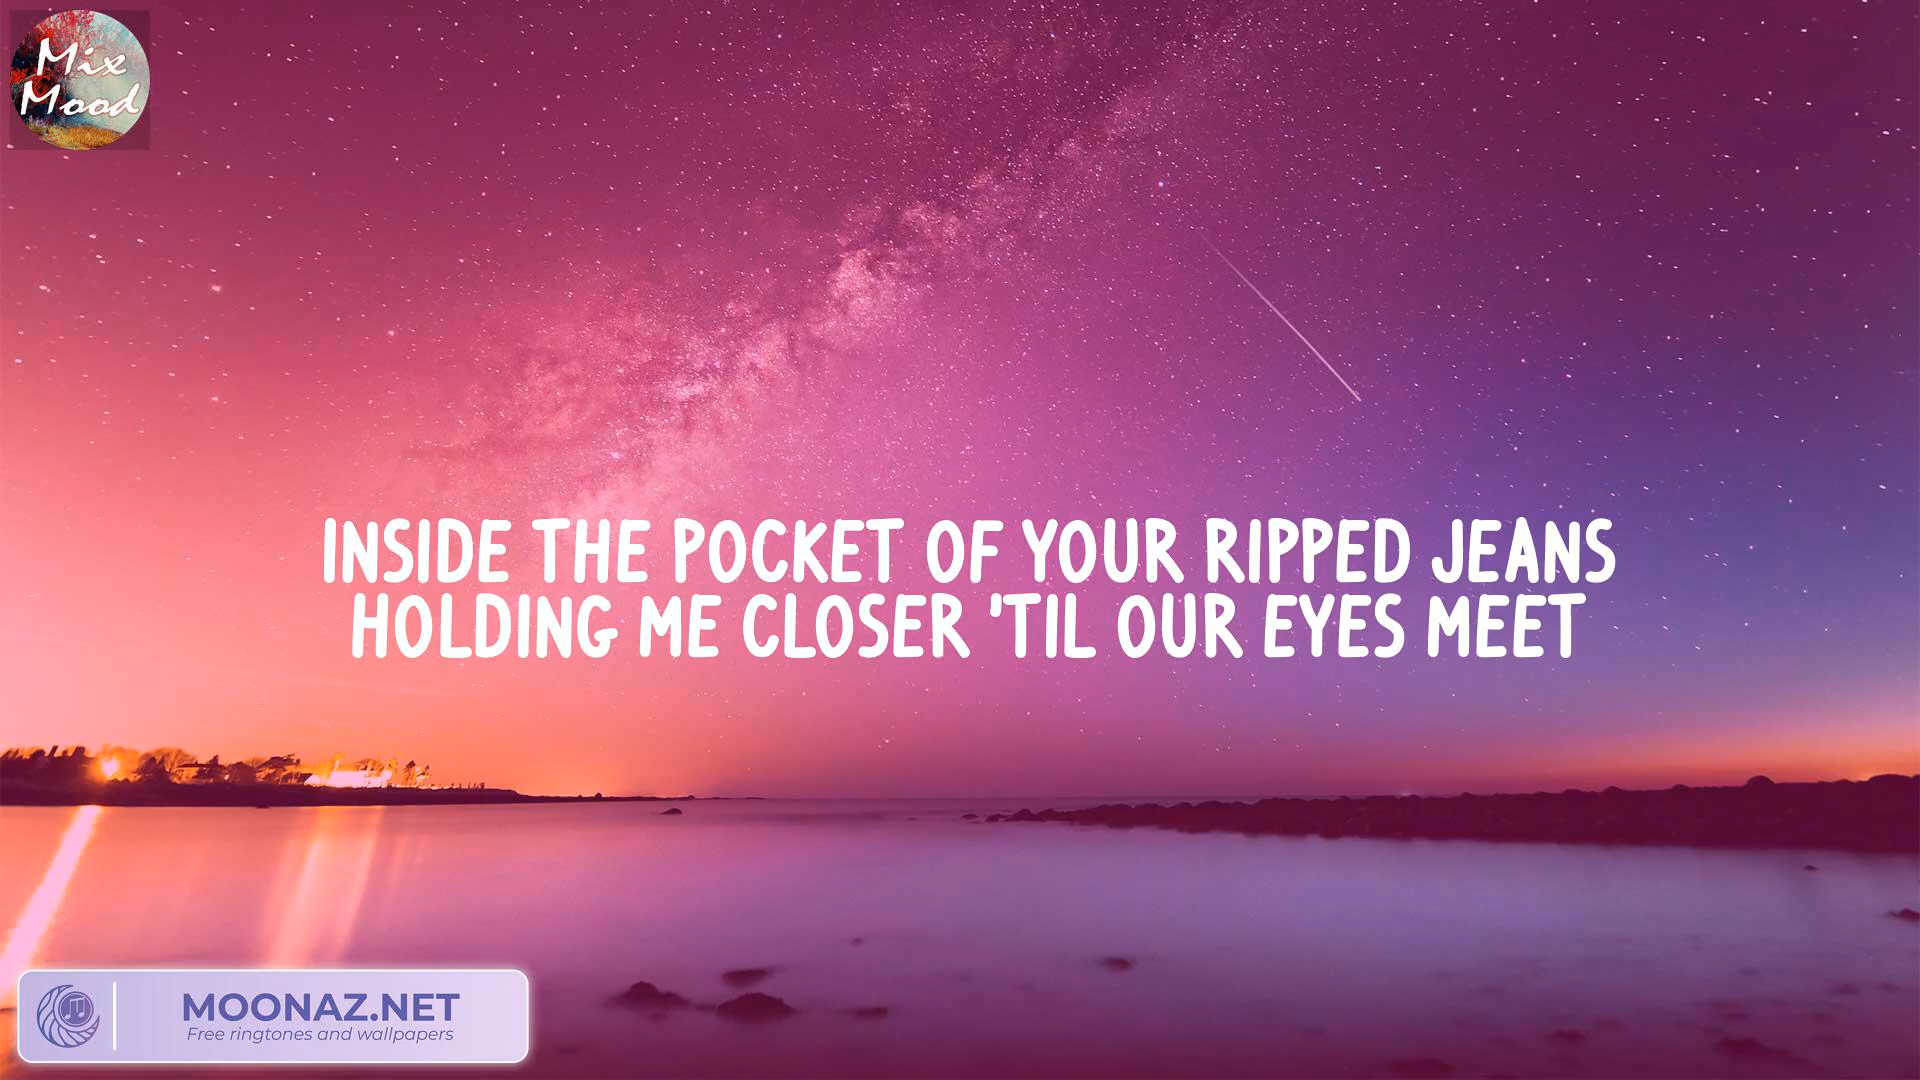 Mix
Mood
INSIDE THE POCKET OF YOUR RIPPED JEANS
HOLDING ME CLOSER 'TIL OUR EYES MEET
MOONAZ.NET
Free ringtones and wallpapers